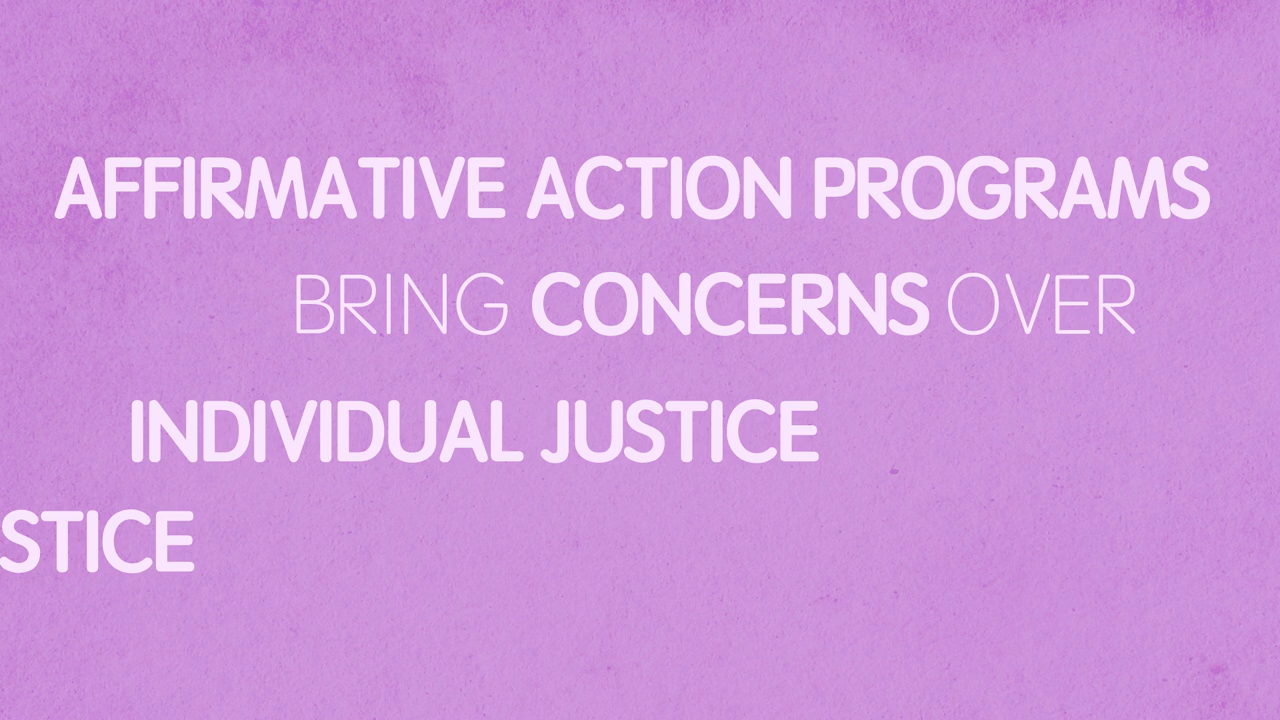 AFFIRMATIVE ACTION PROGRAMS
BRING CONCERNS OVER
INDIVIDUAL JUSTICE
STICE